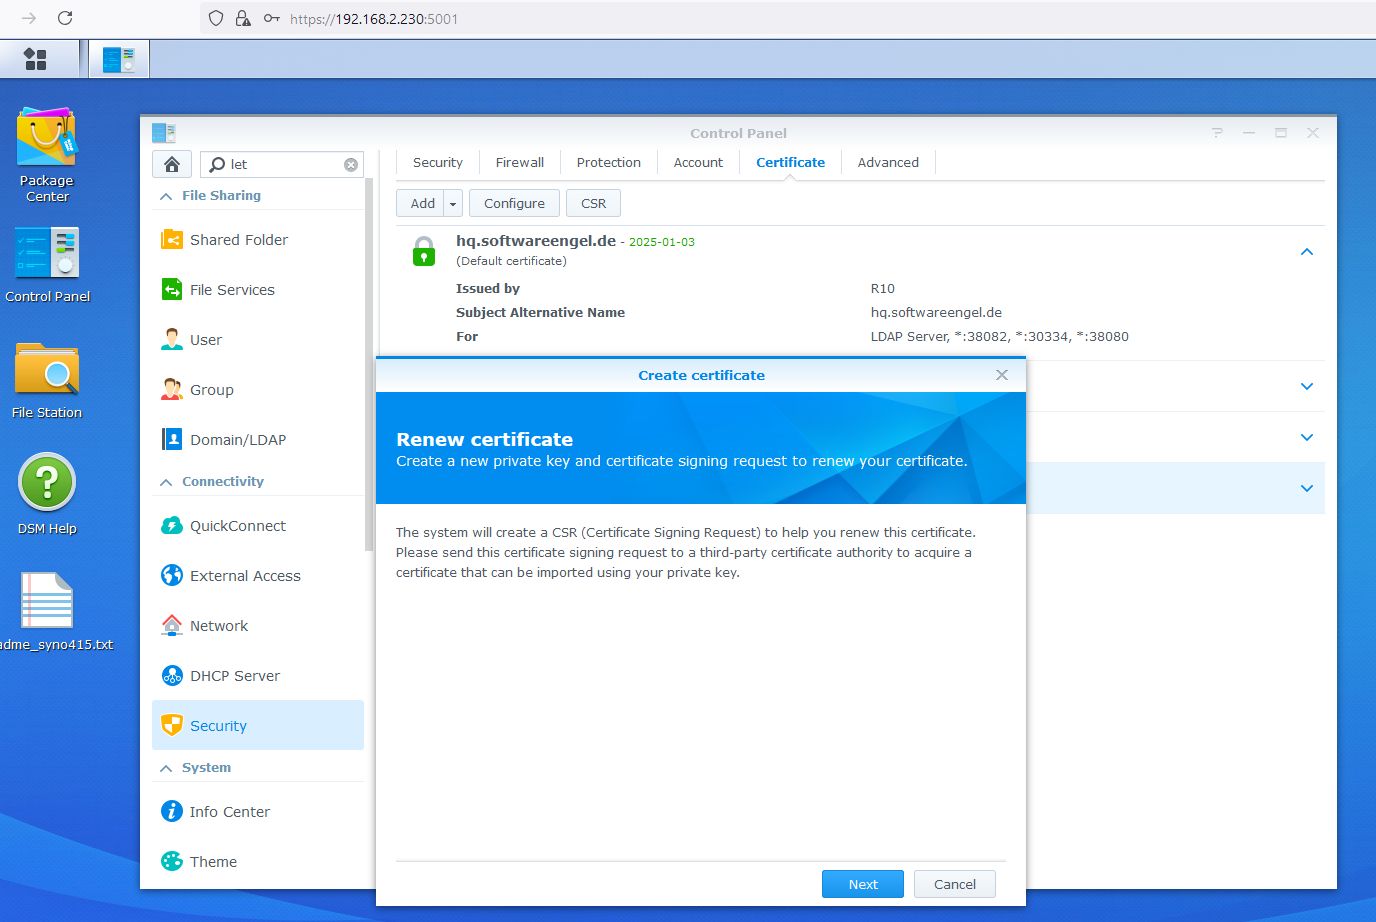 https://192.168.2.230:5001
Package
Center
Control Panel
File Station
DSM Help
adme_syno415.txt
Control Panel
let
File Sharing
Shared Folder
File Services
User
Group
Domain/LDAP
Connectivity
QuickConnect
External Access
Network
DHCP Server
Security
System
Info Center
Theme
Security
Firewall
Protection
Account
Certificate
Advanced
Add
Configure
CSR
hq.softwareengel.de - 2025-01-03
(Default certificate)
Issued by
R10
Subject Alternative Name
hq.softwareengel.de
For
LDAP Server, *:38082, *:30334, *:38080
Create certificate
Renew certificate
Create a new private key and certificate signing request to renew your certificate.
The system will create a CSR (Certificate Signing Request) to help you renew this certificate.
Please send this certificate signing request to a third-party certificate authority to acquire a
certificate that can be imported using your private key.
Next
Cancel